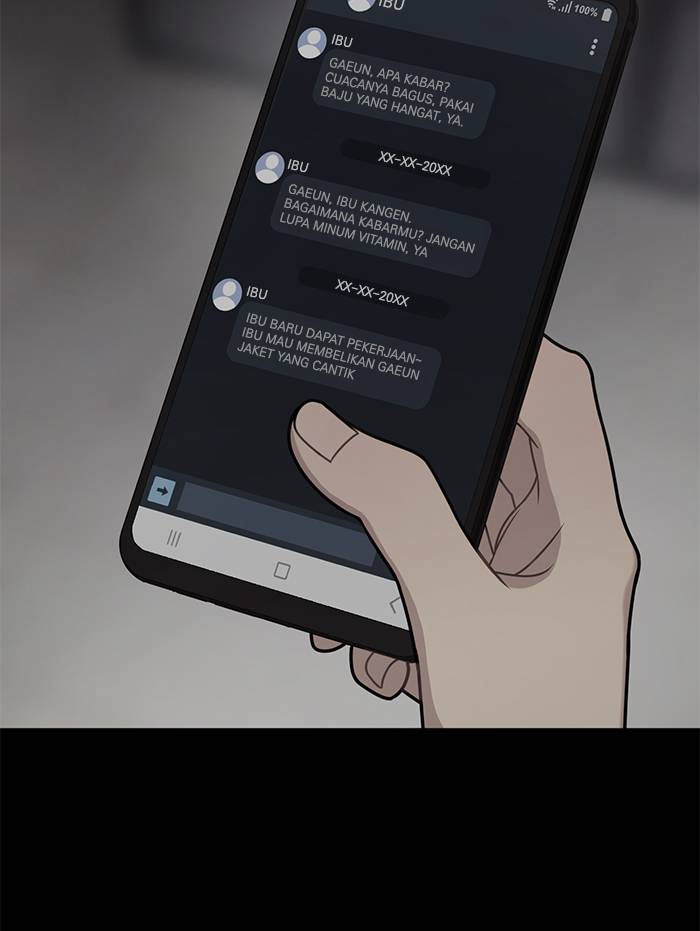 IBU
100%
IBU
GAEUN, APA KABAR?
CUACANYA BAGUS, PAKAI
BAJU YANG HANGAT, YA.
XX-XX-20XX
IBU
GAEUN, IBU KANGEN.
BAGAIMANA KABARMU? JANGAN
LUPA MINUM VITAMIN, YA
XX-XX-20XX
IBU
IBU BARU DAPAT PEKERJAAN~
IBU MAU MEMBELIKAN GAEUN
JAKET YANG CANTIK